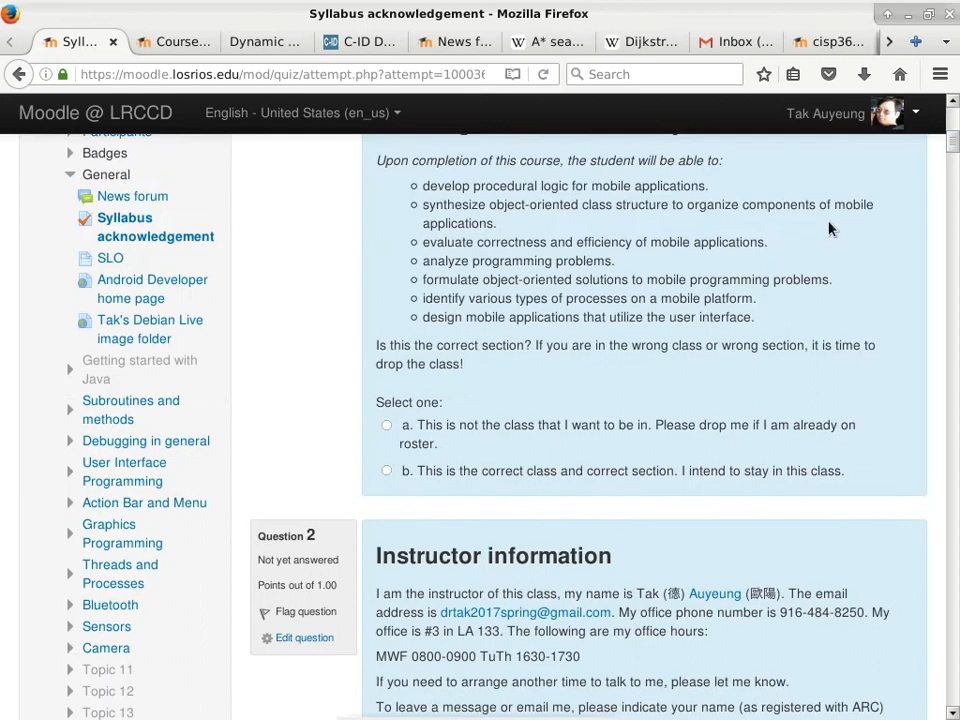 Syllabus acknowledgement - Mozilla Firefox
Syll...
Course...
Dynamic ...
C-ID D...
News f...
A* sea...
Dijkstr...
Inbox (...
cisp36...
https://moodle.losrios.edu/mod/quiz/attempt.php?attempt=10003
Search
Moodle @ LRCCD
English - United States (en_us)
Tak Auyeung
Participants
Badges
General
News forum
Syllabus
acknowledgement
SLO
Android Developer
home page
Tak's Debian Live
image folder
Getting started with
Java
Subroutines and
methods
Debugging in general
User Interface
Programming
Action Bar and Menu
Graphics
Programming
Threads and
Processes
Bluetooth
Sensors
Camera
Topic 11
Topic 12
Topic 13
Upon completion of this course, the student will be able to:
develop procedural logic for mobile applications.
synthesize object-oriented class structure to organize components of mobile
applications.
evaluate correctness and efficiency of mobile applications.
analyze programming problems.
formulate object-oriented solutions to mobile programming problems.
identify various types of processes on a mobile platform.
design mobile applications that utilize the user interface.
Is this the correct section? If you are in the wrong class or wrong section, it is time to
drop the class!
Select one:
a. This is not the class that I want to be in. Please drop me if I am already on
roster.
b. This is the correct class and correct section. I intend to stay in this class.
Question 2
Not yet answered
Points out of 1.00
Flag question
Edit question
Instructor information
I am the instructor of this class, my name is Tak (德) Auyeung (歐陽). The email
address is drtak2017spring@gmail.com. My office phone number is 916-484-8250. My
office is #3 in LA 133. The following are my office hours:
MWF 0800-0900 TuTh 1630-1730
If you need to arrange another time to talk to me, please let me know.
To leave a message or email me, please indicate your name (as registered with ARC)